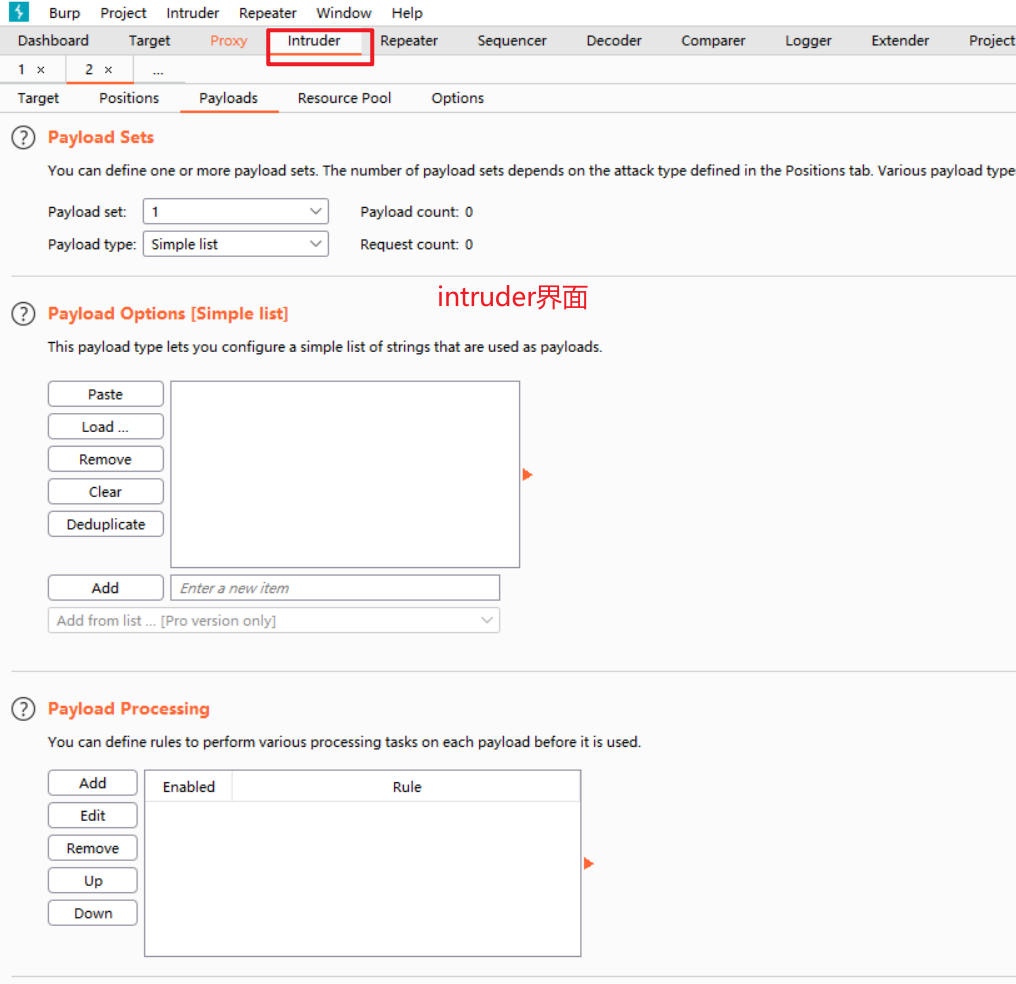 Burp Project Intruder Repeater Window Help
Dashboard Target Proxy Intruder Repeater Sequencer Decoder Comparer Logger Extender Project
1 × 2 × ...
Target Positions Payloads Resource Pool Options
? Payload Sets
You can define one or more payload sets. The number of payload sets depends on the attack type defined in the Positions tab. Various payload type
Payload set: 1 Payload count: 0
Payload type: Simple list Request count: 0
intruder界面
? Payload Options [Simple list]
This payload type lets you configure a simple list of strings that are used as payloads.
Paste
Load ...
Remove
Clear
Deduplicate
Add Enter a new item
Add from list ... [Pro version only]
? Payload Processing
You can define rules to perform various processing tasks on each payload before it is used.
Add Enabled Rule
Edit
Remove
Up
Down